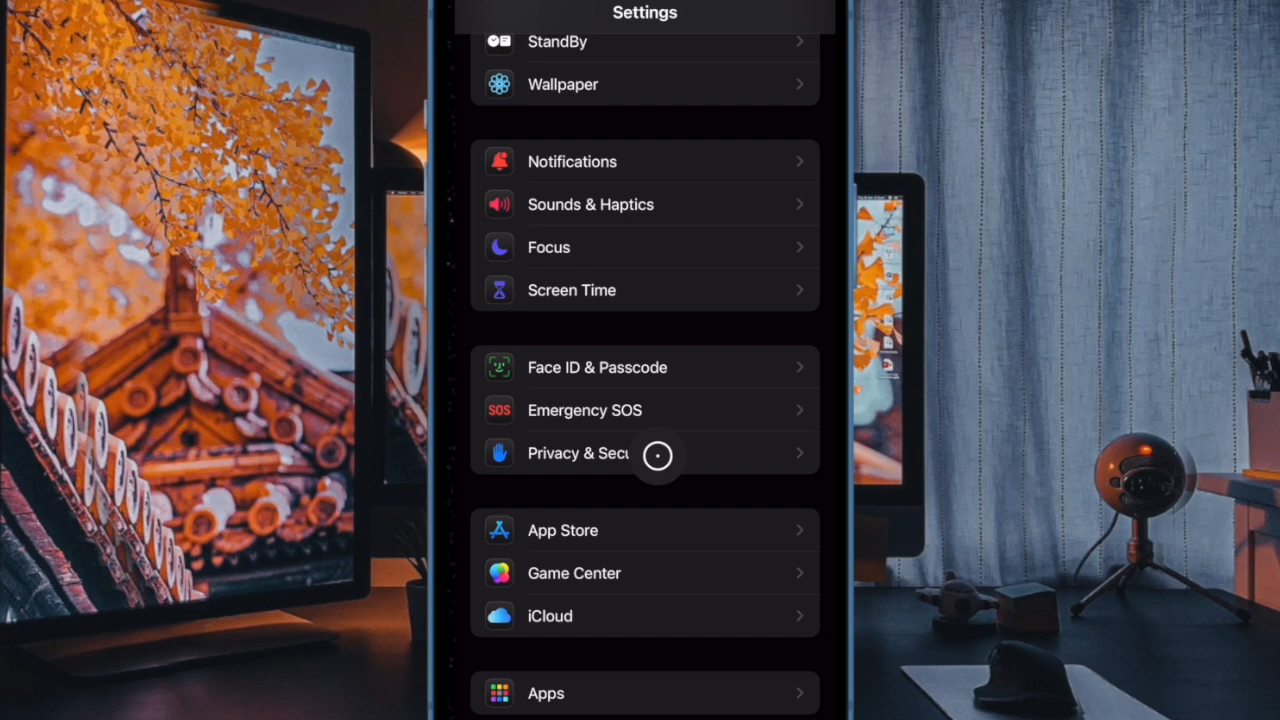 Settings
StandBy
Wallpaper
Notifications
Sounds & Haptics
Focus
Screen Time
Face ID & Passcode
SOS
Emergency SOS
Privacy & Secu
App Store
Game Center
iCloud
Apps